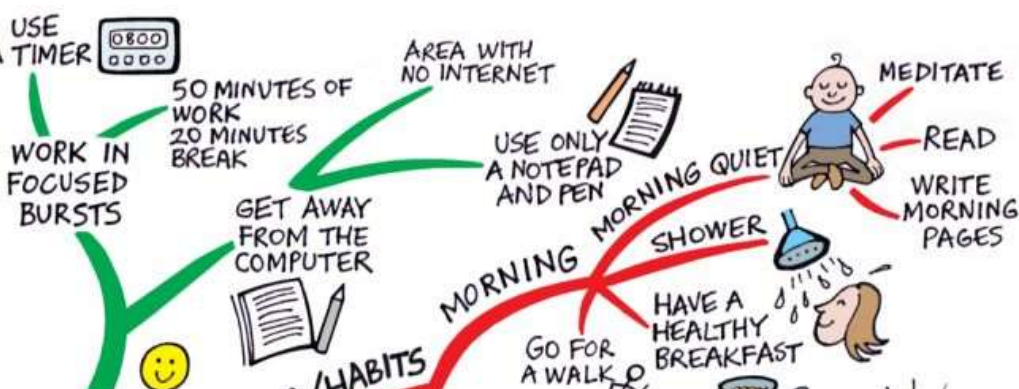 USE
A TIMER
0800
50 MINUTES OF
WORK
20 MINUTES
BREAK
WORK IN
FOCUSED
BURSTS
AREA WITH
NO INTERNET
USE ONLY
A NOTEPAD
AND PEN
GET AWAY
FROM THE
COMPUTER
MORNING
MORNING QUIET
MEDITATE
READ
WRITE
MORNING
PAGES
SHOWER
HAVE A
HEALTHY
BREAKFAST
GO FOR
A WALK
/HABITS